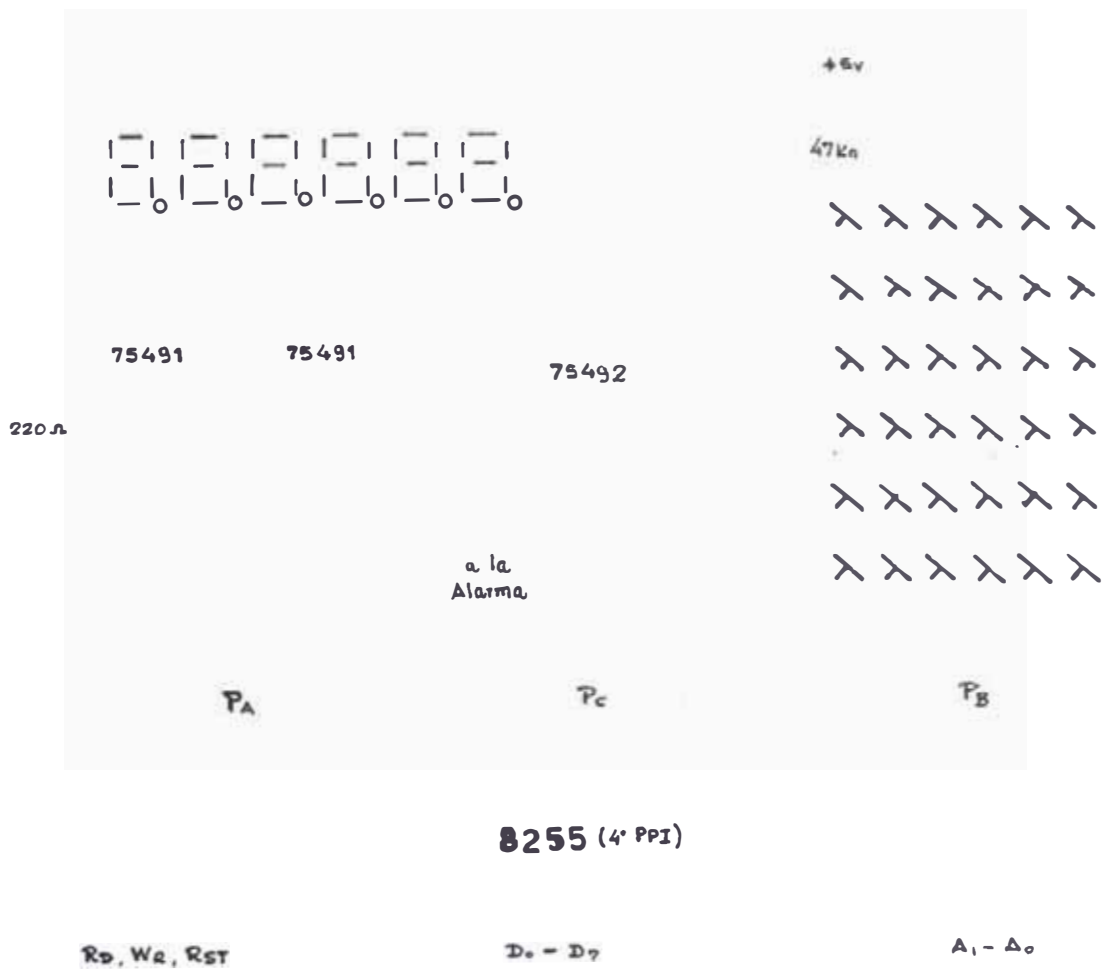 +5v
47KΩ
75491 75491
75492
220Ω
a la
Alarma
PA PC PB
8255 (4° PPI)
RD, WR, RST D0 - D7 A1 - A0